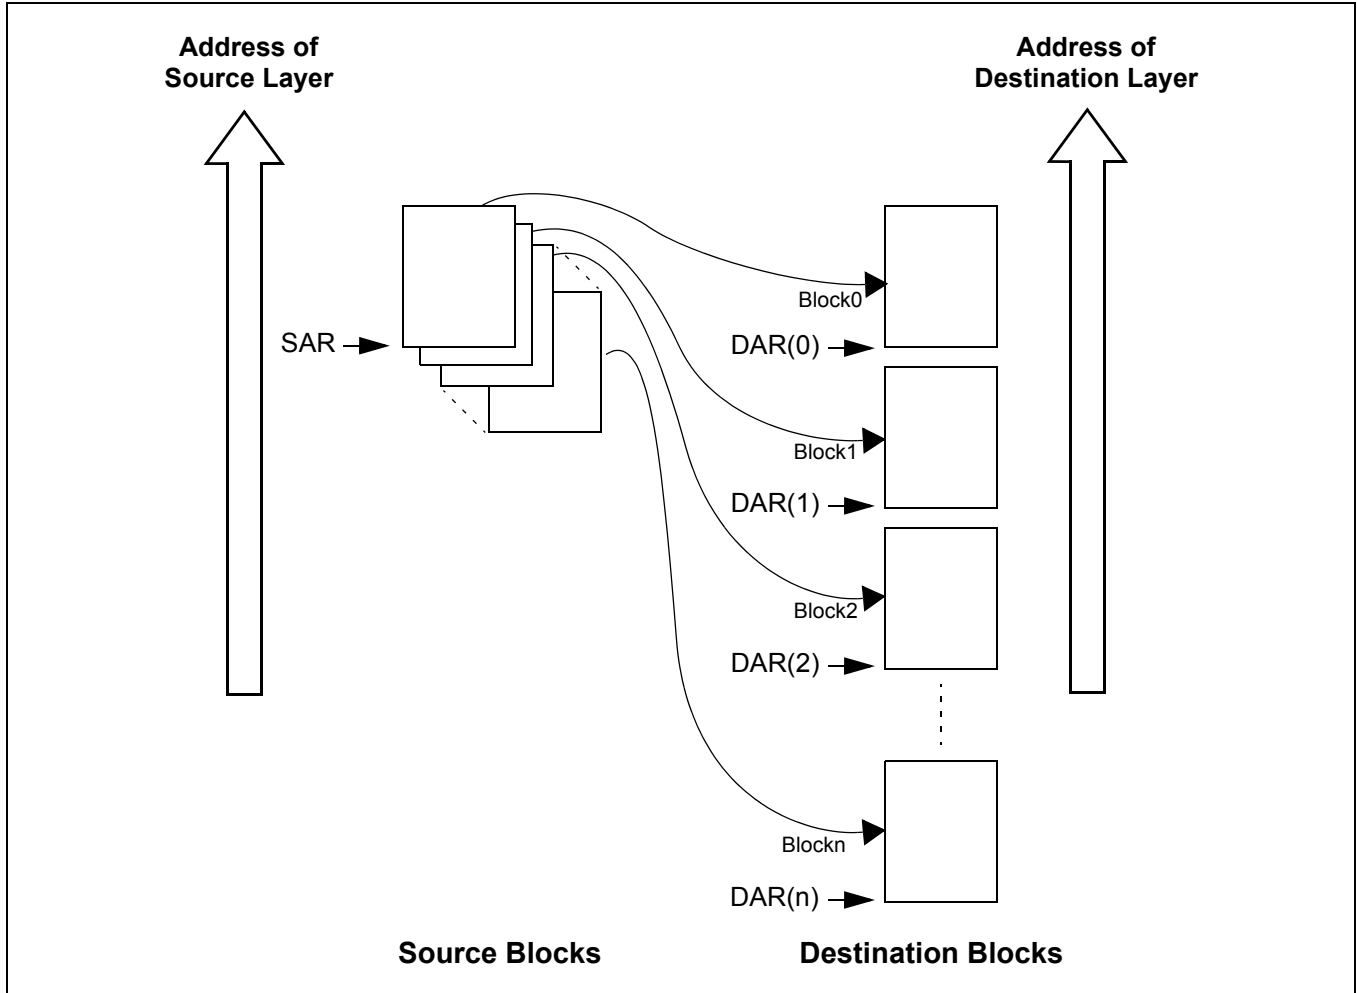 Address of
Source Layer
Address of
Destination Layer
Block0
SAR
DAR(0)
Block1
DAR(1)
Block2
DAR(2)
Blockn
DAR(n)
Source Blocks
Destination Blocks